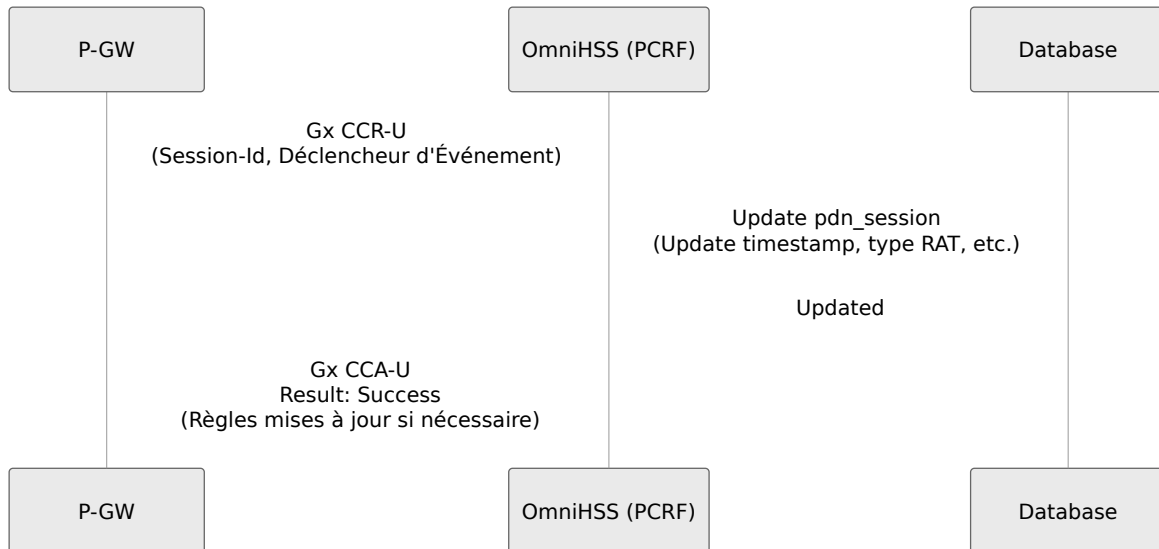 P-GW
OmniHSS (PCRF)
Database
Gx CCR-U
(Session-Id, Déclencheur d'Événement)
Update pdn_session
(Update timestamp, type RAT, etc.)
Updated
Gx CCA-U
Result: Success
(Règles mises à jour si nécessaire)
P-GW
OmniHSS (PCRF)
Database